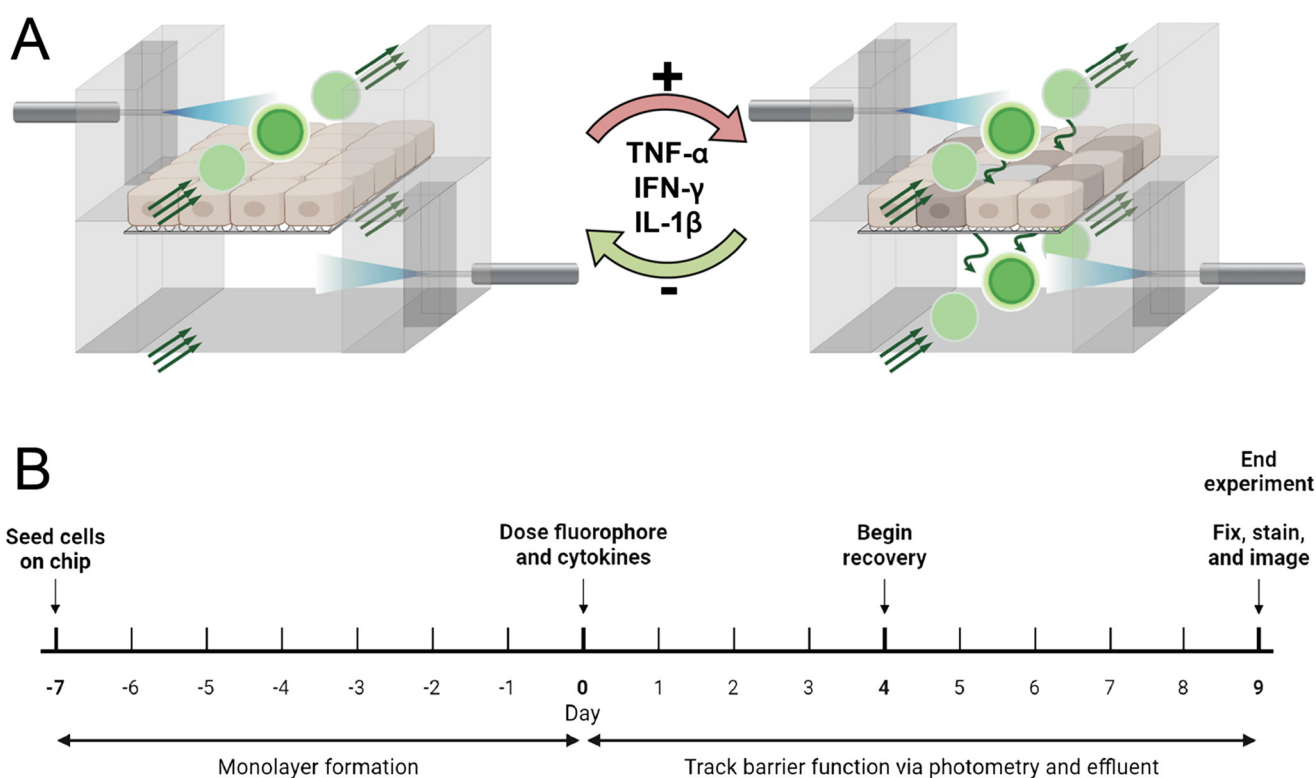 A
+
TNF-α
IFN-γ
IL-1β
-
B
Seed cells
on chip
Dose fluorophore
and cytokines
Begin
recovery
End
experiment
Fix, stain,
and image
-7 -6 -5 -4 -3 -2 -1 0 1 2 3 4 5 6 7 8 9
Day
Monolayer formation
Track barrier function via photometry and effluent